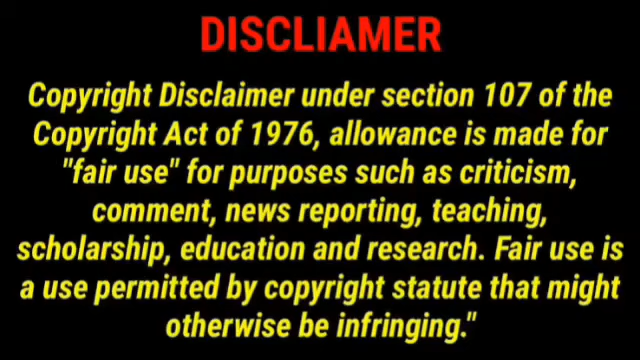 DISCLIAMER
Copyright Disclaimer under section 107 of the
Copyright Act of 1976, allowance is made for
"fair use" for purposes such as criticism,
comment, news reporting, teaching,
scholarship, education and research. Fair use is
a use permitted by copyright statute that might
otherwise be infringing."